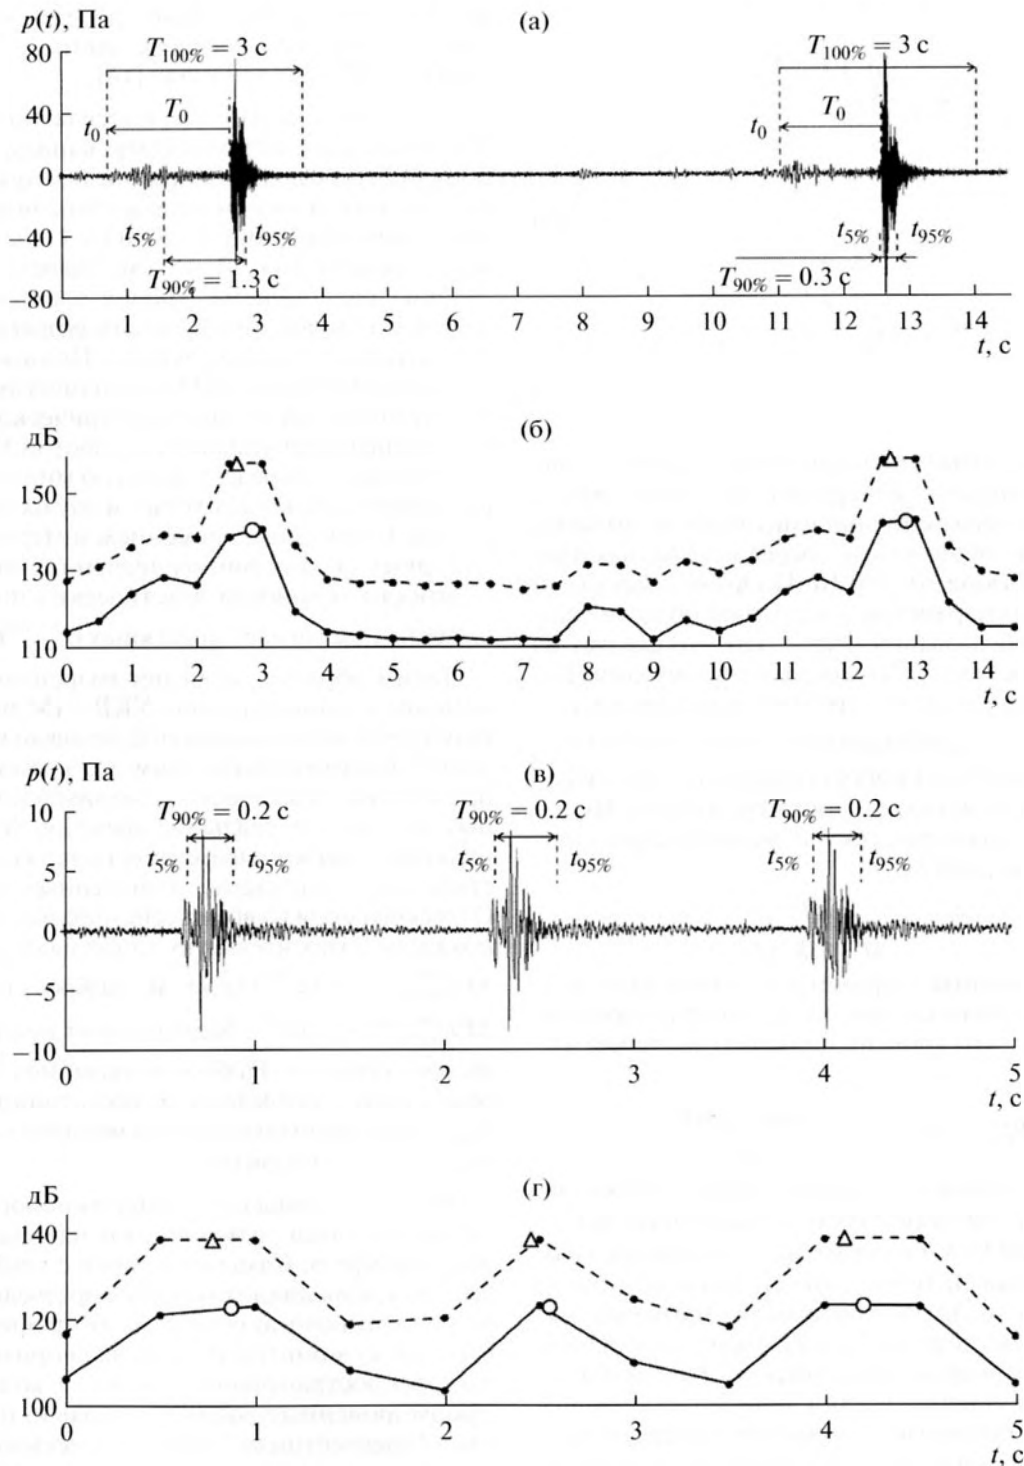 p(t), Па
(а)
T100% = 3 с
T100% = 3 с
80
40
0
−40
−80
t0
T0
t0
T0
t5%
t95%
t5%
t95%
T90% = 1.3 с
T90% = 0.3 с
0 1 2 3 4 5 6 7 8 9 10 11 12 13 14
t, с
дБ
(б)
150
130
110
0 1 2 3 4 5 6 7 8 9 10 11 12 13 14
t, с
p(t), Па
(в)
T90% = 0.2 с
T90% = 0.2 с
T90% = 0.2 с
10
5
0
−5
−10
t5%
t95%
t5%
t95%
t5%
t95%
0 1 2 3 4 5
t, с
дБ
(г)
140
120
100
0 1 2 3 4 5
t, с